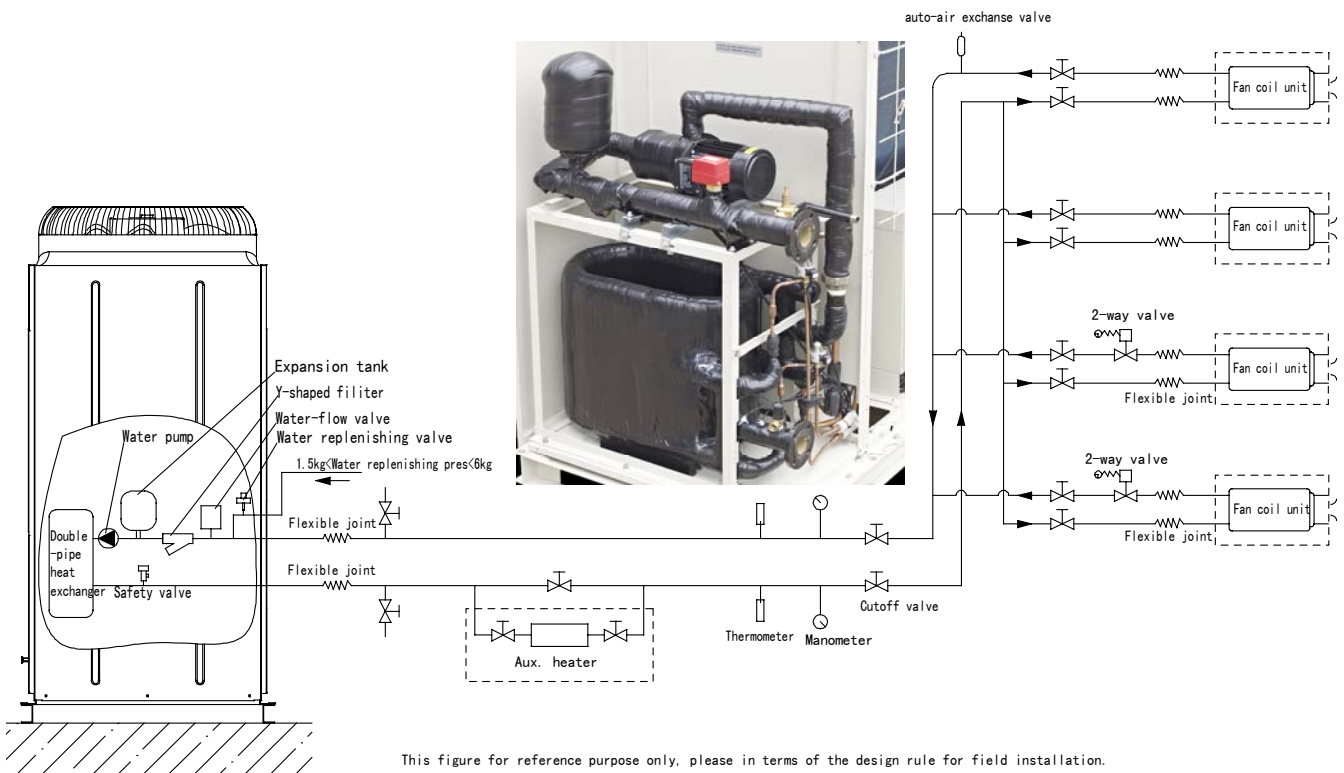 auto-air exchanse valve
Fan coil unit
Fan coil unit
2-way valve
Fan coil unit
Flexible joint
2-way valve
Fan coil unit
Flexible joint
Expansion tank
Y-shaped filiter
Water-flow valve
Water pump
Water replenishing valve
1.5kg<Water replenishing pres<6kg
Flexible joint
Double
-pipe
heat
exchanger
Safety valve
Flexible joint
Cutoff valve
Thermometer
Manometer
Aux. heater
This figure for reference purpose only, please in terms of the design rule for field installation.